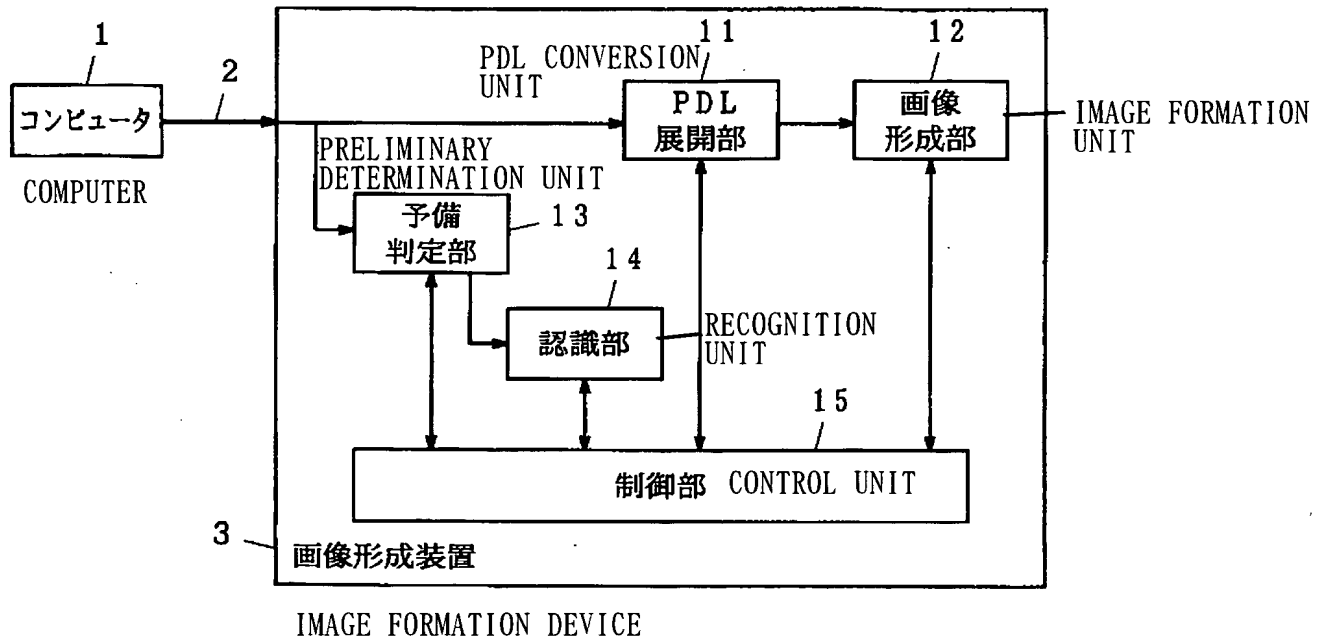 1
コンピュータ
COMPUTER
2
PDL CONVERSION
UNIT
11
PDL
展開部
12
画像
形成部
IMAGE FORMATION
UNIT
PRELIMINARY
DETERMINATION UNIT
予備
判定部
13
14
認識部
RECOGNITION
UNIT
15
制御部 CONTROL UNIT
3
画像形成装置
IMAGE FORMATION DEVICE